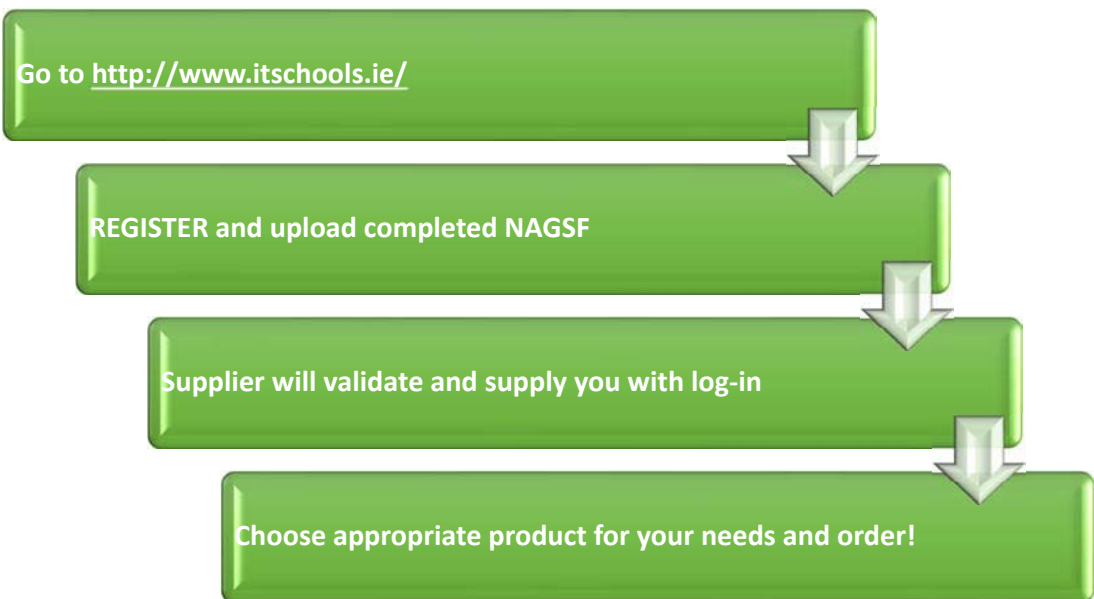 Go to http://www.itschools.ie/
REGISTER and upload completed NAGSF
Supplier will validate and supply you with log-in
Choose appropriate product for your needs and order!